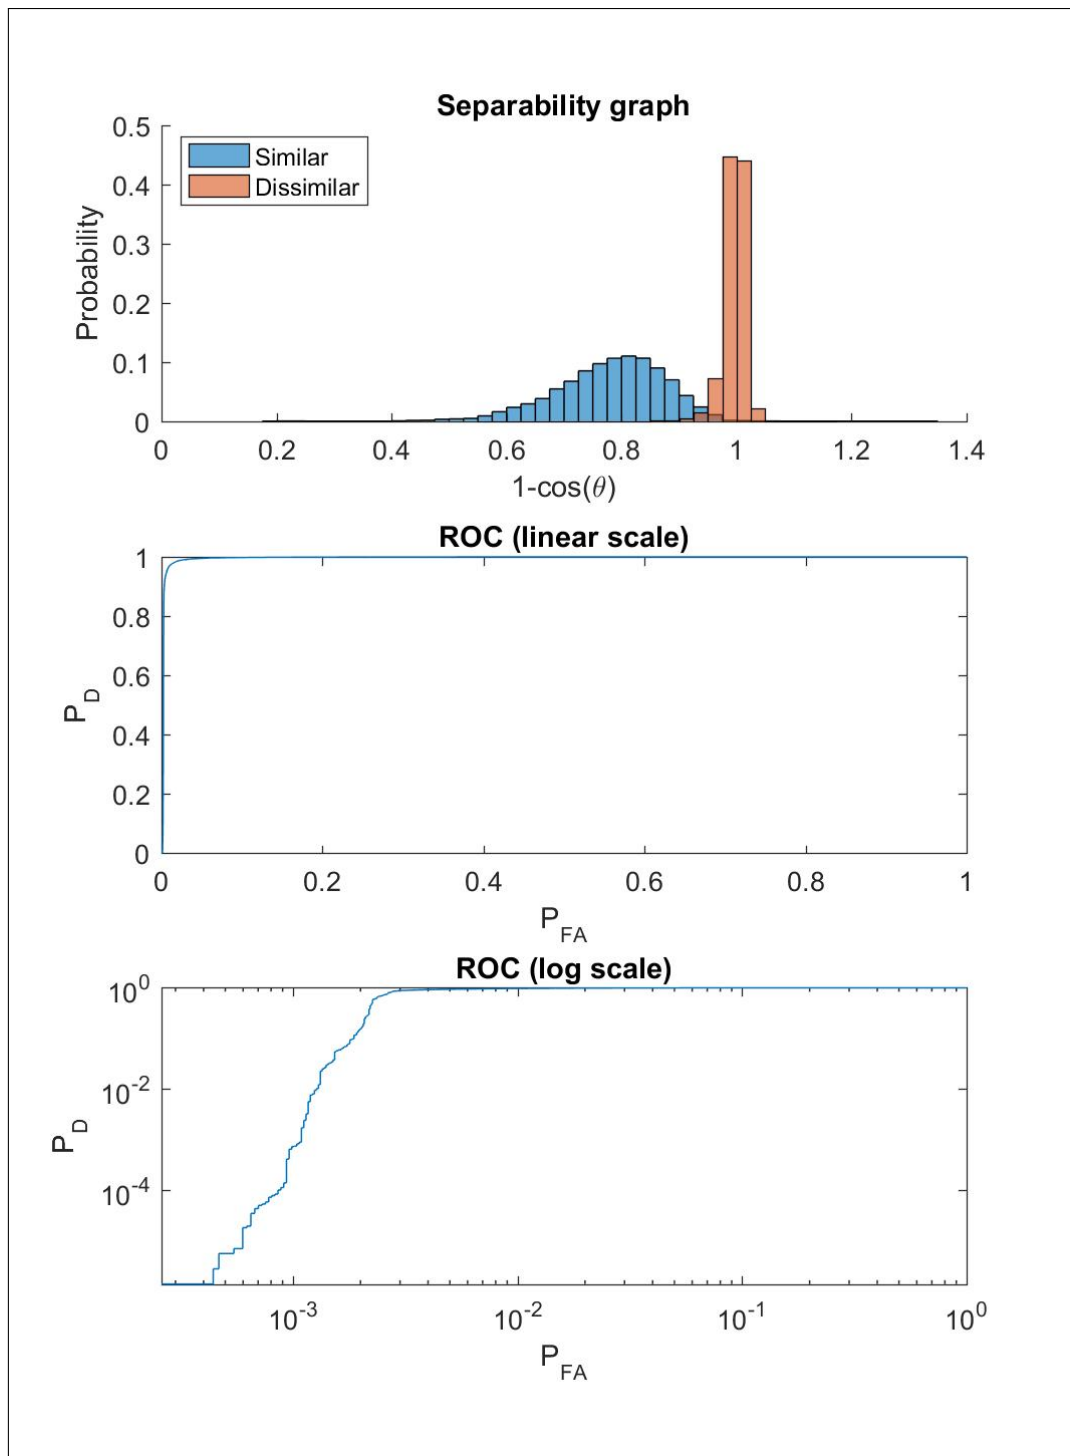 Separability graph
0.5
0.4
0.3
0.2
0.1
0
Probability
Similar
Dissimilar
0 0.2 0.4 0.6 0.8 1 1.2 1.4
1-cos(θ)
ROC (linear scale)
1
0.8
0.6
0.4
0.2
0
P_D
0 0.2 0.4 0.6 0.8 1
P_FA
ROC (log scale)
10^0
10^-2
10^-4
P_D
10^-3 10^-2 10^-1 10^0
P_FA